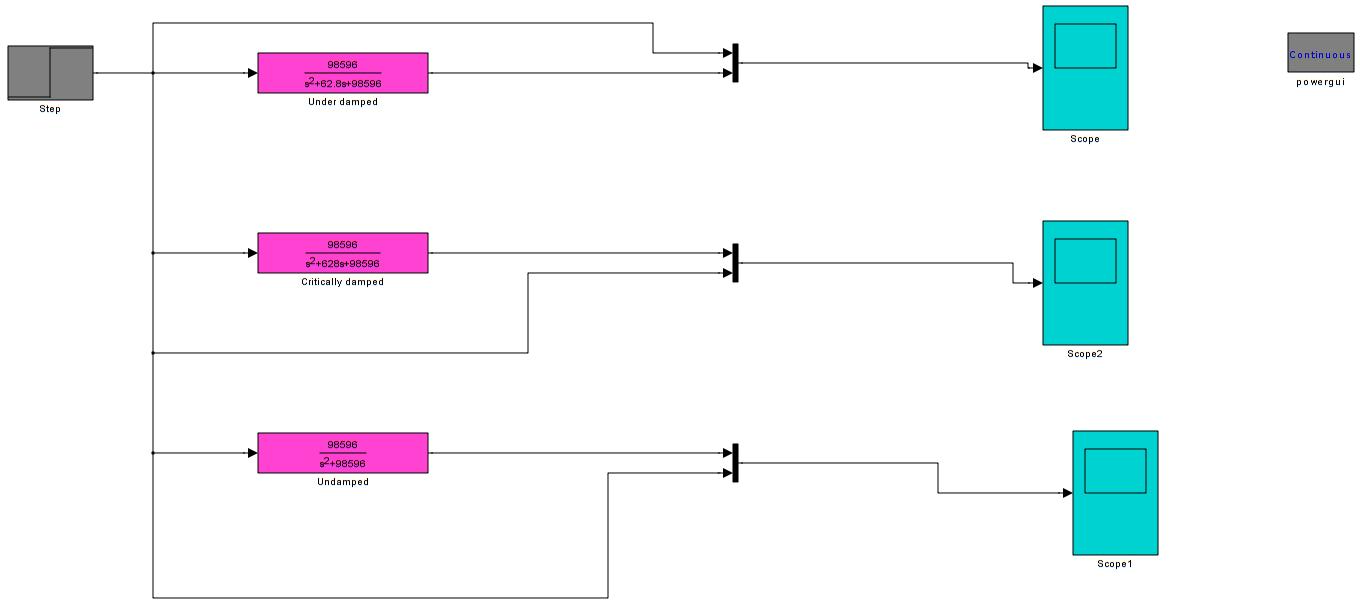 98596
s²+62.8s+98596
Under damped
Step
Scope
Continuous
powergui
98596
s²+628s+98596
Critically damped
Scope2
98596
s²+98596
Undamped
Scope1